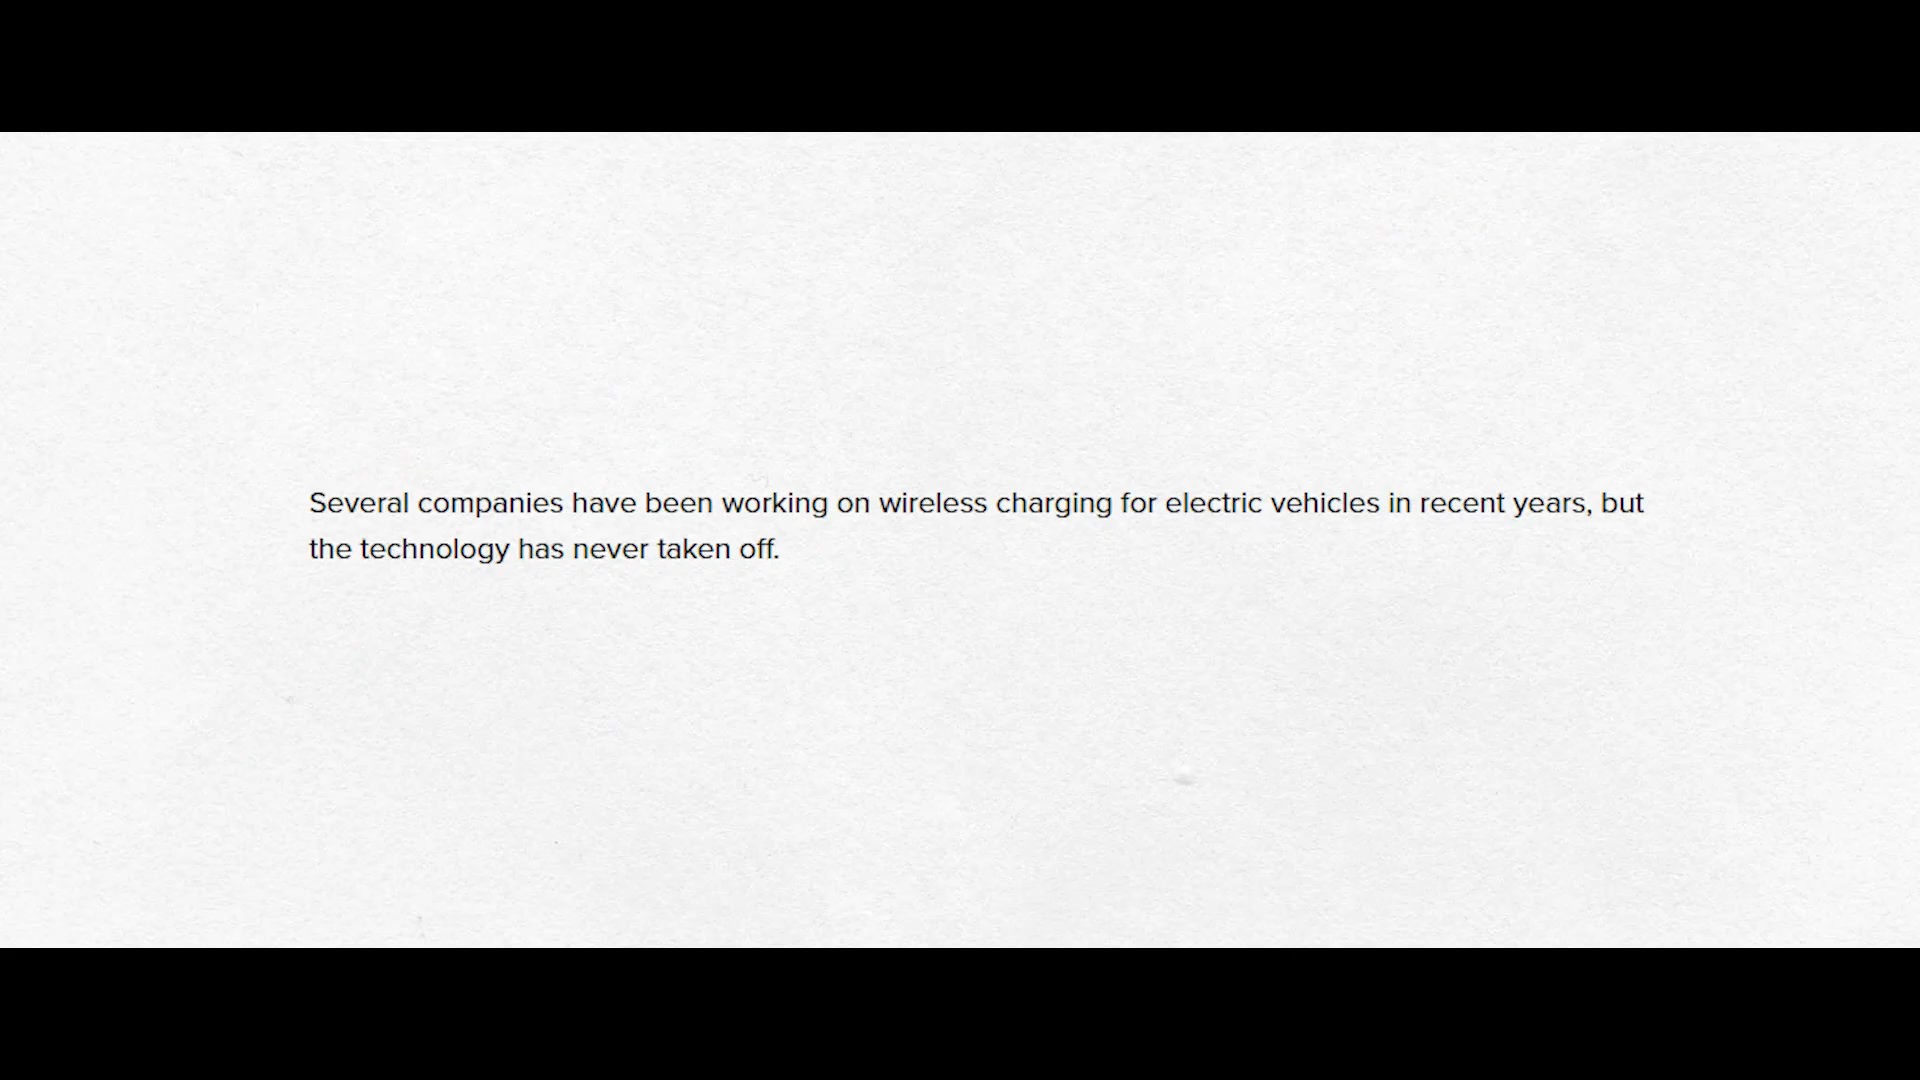 Several companies have been working on wireless charging for electric vehicles in recent years, but
the technology has never taken off.